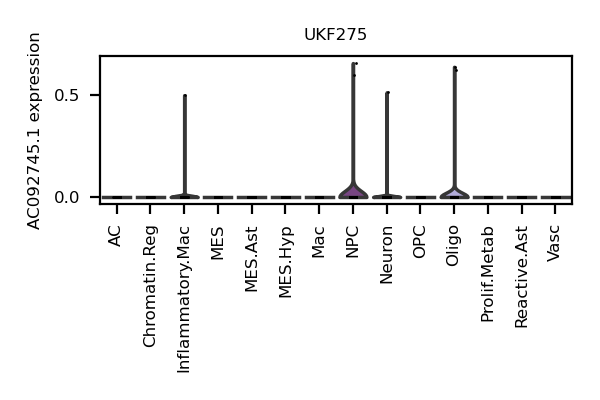 UKF275
AC092745.1 expression
0.5
0.0
AC
Chromatin.Reg
Inflammatory.Mac
MES
MES.Ast
MES.Hyp
Mac
NPC
Neuron
OPC
Oligo
Prolif.Metab
Reactive.Ast
Vasc